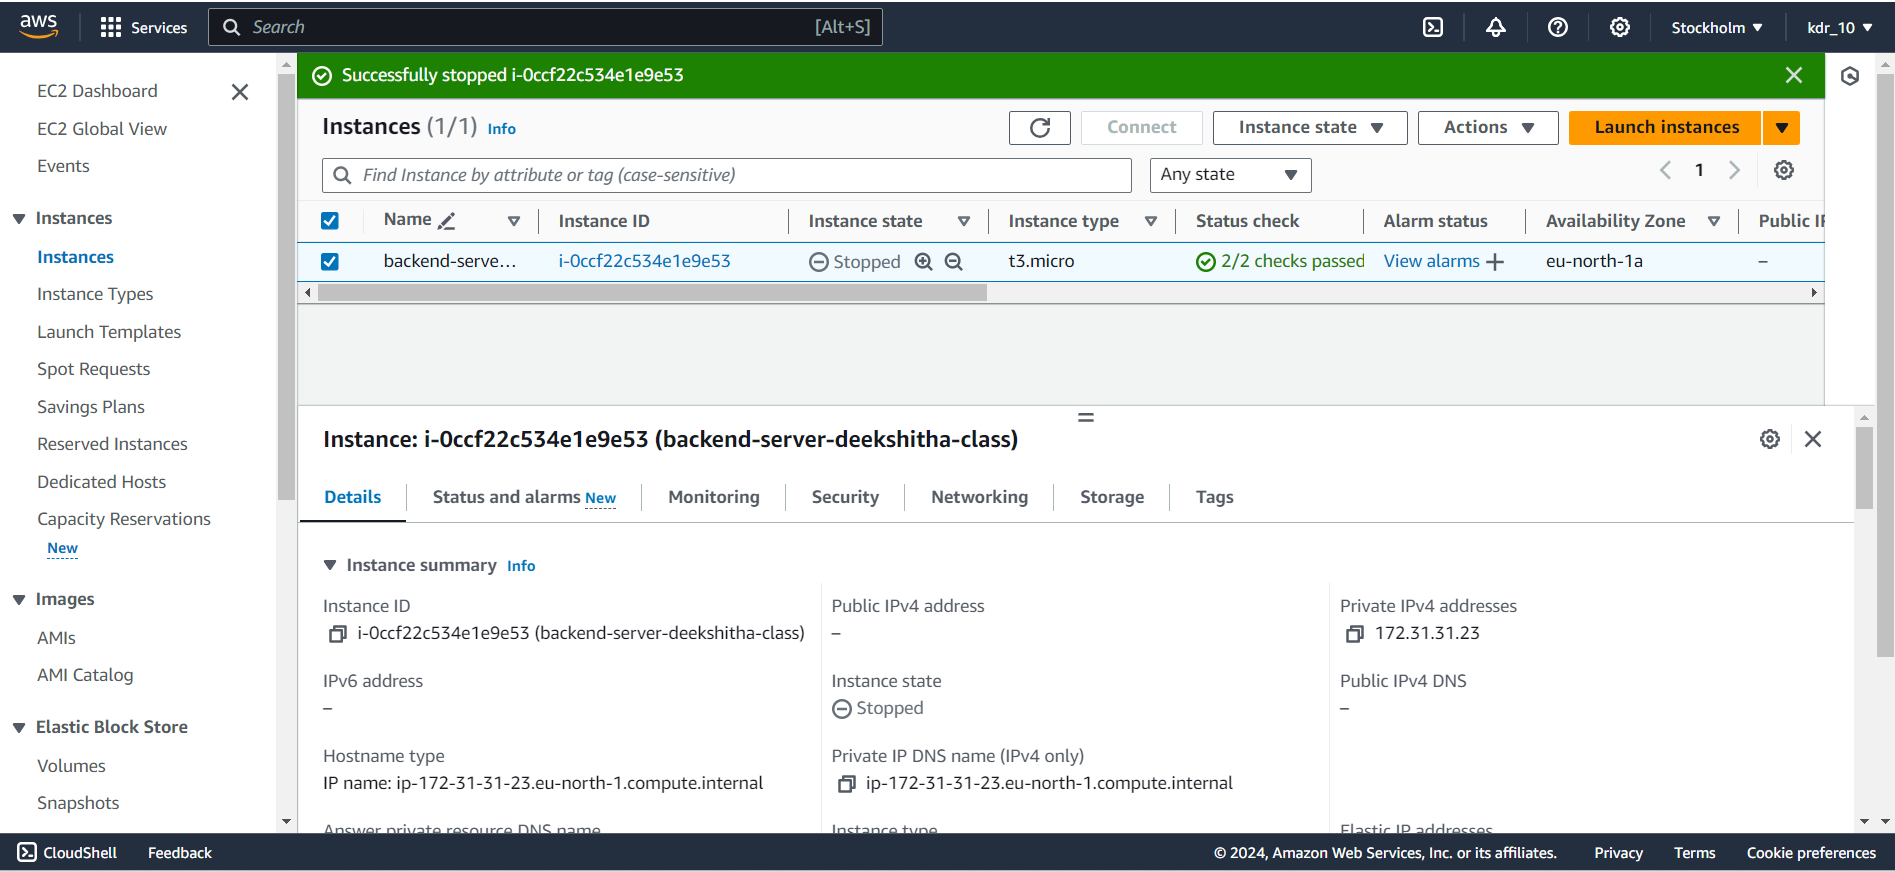 aws
Services
Search
[Alt+S]
Stockholm
kdr_10
EC2 Dashboard
EC2 Global View
Events
Instances
Instances
Instance Types
Launch Templates
Spot Requests
Savings Plans
Reserved Instances
Dedicated Hosts
Capacity Reservations
New
Images
AMIs
AMI Catalog
Elastic Block Store
Volumes
Snapshots
Successfully stopped i-0ccf22c534e1e9e53
Instances (1/1) Info
Connect
Instance state
Actions
Launch instances
Find Instance by attribute or tag (case-sensitive)
Any state
1
Name
Instance ID
Instance state
Instance type
Status check
Alarm status
Availability Zone
Public IP
backend-serve...
i-0ccf22c534e1e9e53
Stopped
t3.micro
2/2 checks passed
View alarms
eu-north-1a
–
Instance: i-0ccf22c534e1e9e53 (backend-server-deekshitha-class)
Details
Status and alarms New
Monitoring
Security
Networking
Storage
Tags
Instance summary Info
Instance ID
i-0ccf22c534e1e9e53 (backend-server-deekshitha-class)
Public IPv4 address
–
Private IPv4 addresses
172.31.31.23
IPv6 address
–
Instance state
Stopped
Public IPv4 DNS
–
Hostname type
IP name: ip-172-31-31-23.eu-north-1.compute.internal
Private IP DNS name (IPv4 only)
ip-172-31-31-23.eu-north-1.compute.internal
Answer private resource DNS name
Instance type
Elastic IP addresses
CloudShell
Feedback
© 2024, Amazon Web Services, Inc. or its affiliates.
Privacy
Terms
Cookie preferences